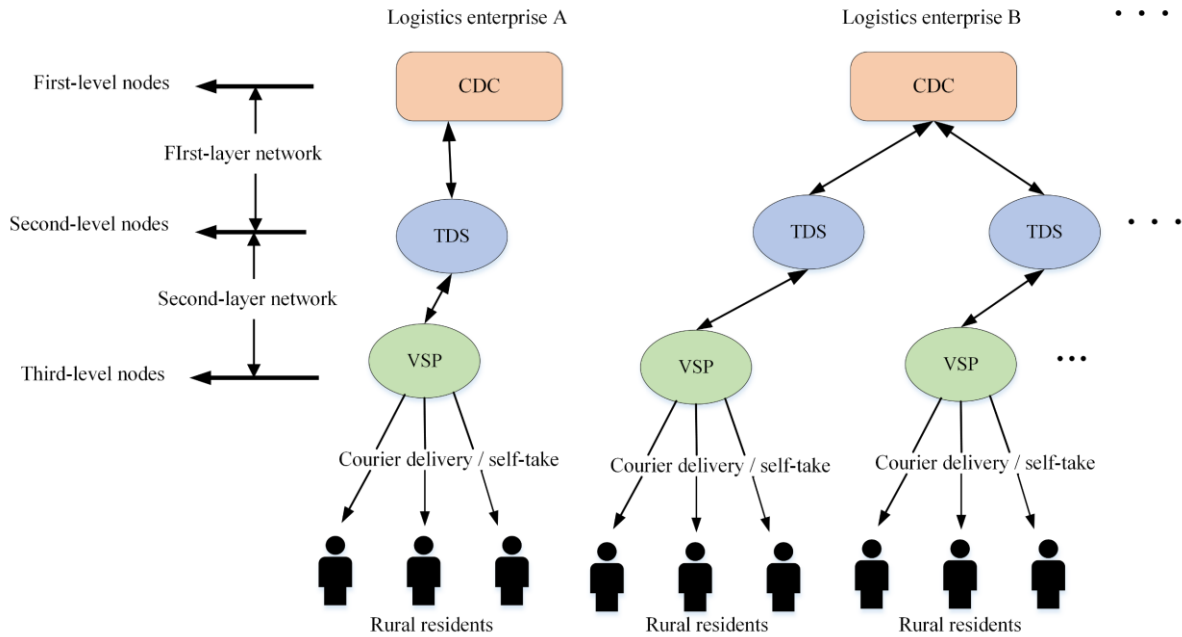 Logistics enterprise A
Logistics enterprise B
. . .
First-level nodes
CDC
CDC
FIrst-layer network
Second-level nodes
TDS
TDS
TDS
. . .
Second-layer network
Third-level nodes
VSP
VSP
VSP
...
Courier delivery / self-take
Courier delivery / self-take
Courier delivery / self-take
Rural residents
Rural residents
Rural residents